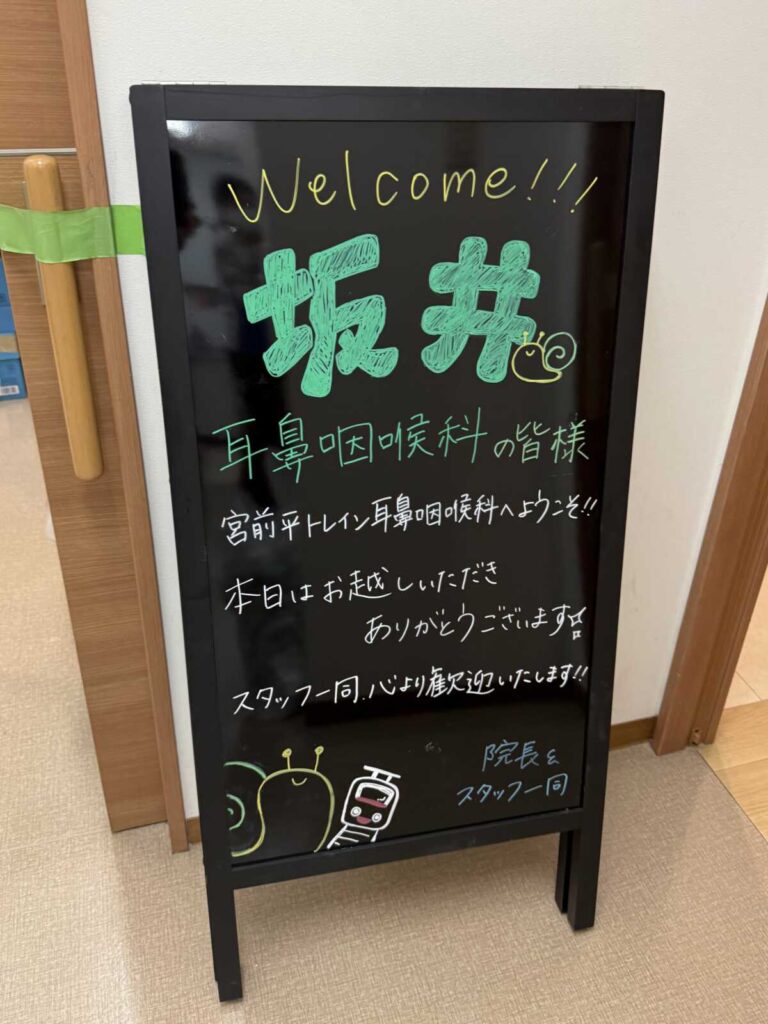 Welcome!!!
坂井
耳鼻咽喉科の皆様
宮前平トレイン耳鼻咽喉科へようこそ!!
本日はお越しいただき
ありがとうございます
スタッフ一同、心より歓迎いたします!!
院長&
スタッフ一同